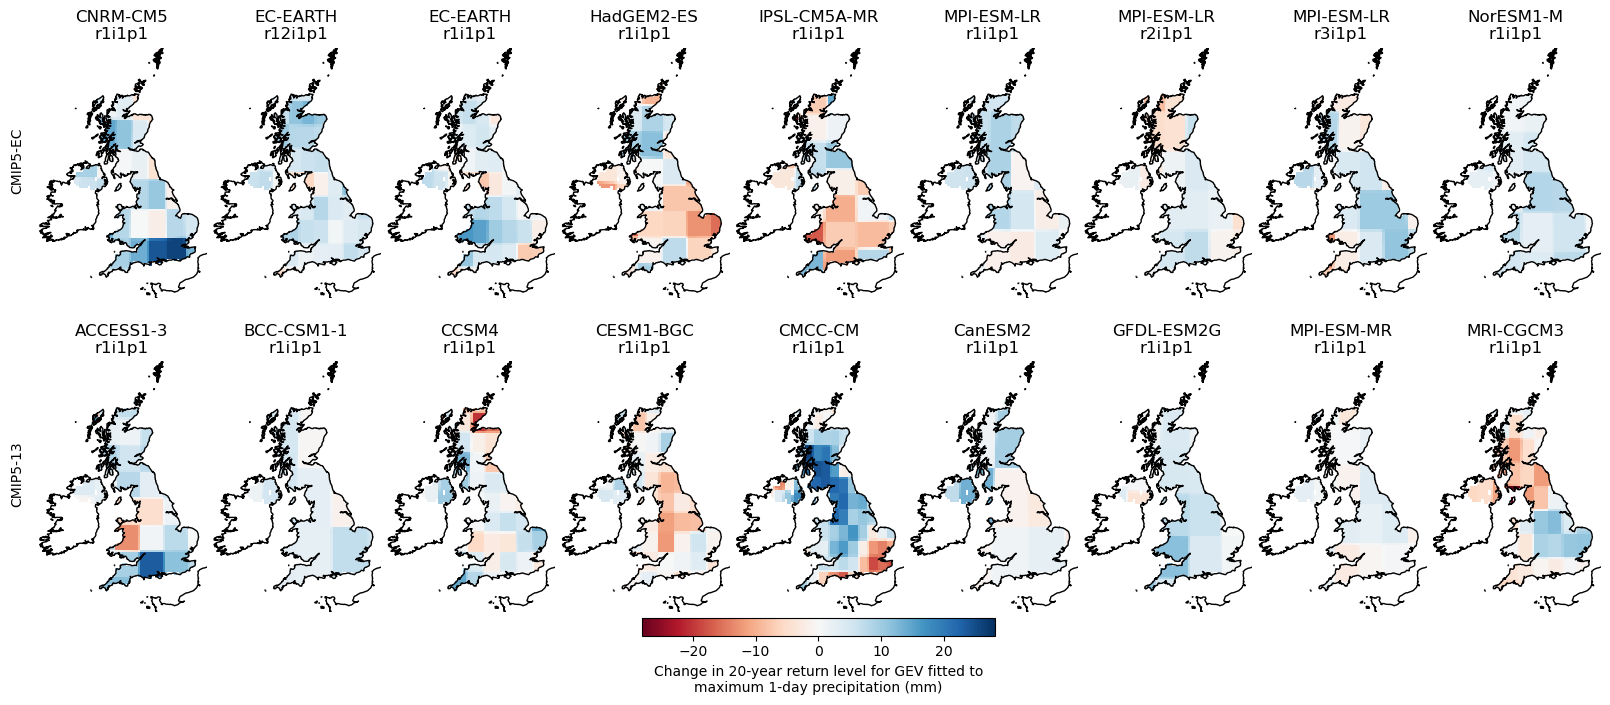 CNRM-CM5
r1i1p1
EC-EARTH
r12i1p1
EC-EARTH
r1i1p1
HadGEM2-ES
r1i1p1
IPSL-CM5A-MR
r1i1p1
MPI-ESM-LR
r1i1p1
MPI-ESM-LR
r2i1p1
MPI-ESM-LR
r3i1p1
NorESM1-M
r1i1p1
CMIP5-EC
ACCESS1-3
r1i1p1
BCC-CSM1-1
r1i1p1
CCSM4
r1i1p1
CESM1-BGC
r1i1p1
CMCC-CM
r1i1p1
CanESM2
r1i1p1
GFDL-ESM2G
r1i1p1
MPI-ESM-MR
r1i1p1
MRI-CGCM3
r1i1p1
CMIP5-13
−20 −10 0 10 20
Change in 20-year return level for GEV fitted to
maximum 1-day precipitation (mm)